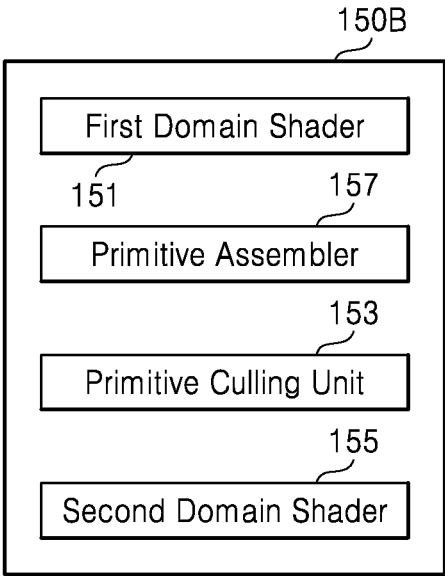 150B
First Domain Shader
151
157
Primitive Assembler
153
Primitive Culling Unit
155
Second Domain Shader